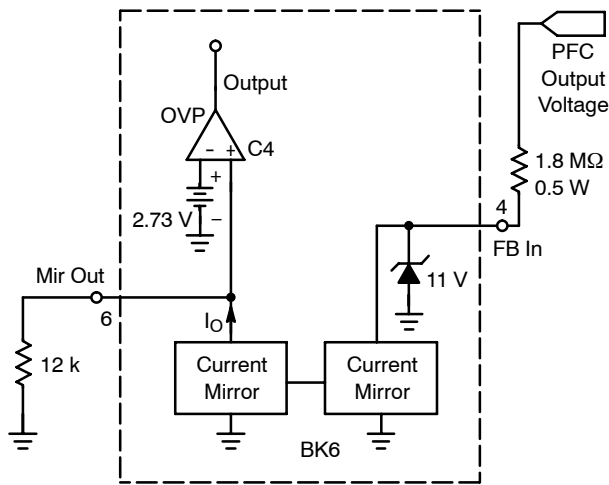 PFC
Output
Voltage
Output
OVP
- +
C4
+
2.73 V
–
1.8 MΩ
0.5 W
4
FB In
11 V
Mir Out
6
IO
12 k
Current
Mirror
Current
Mirror
BK6